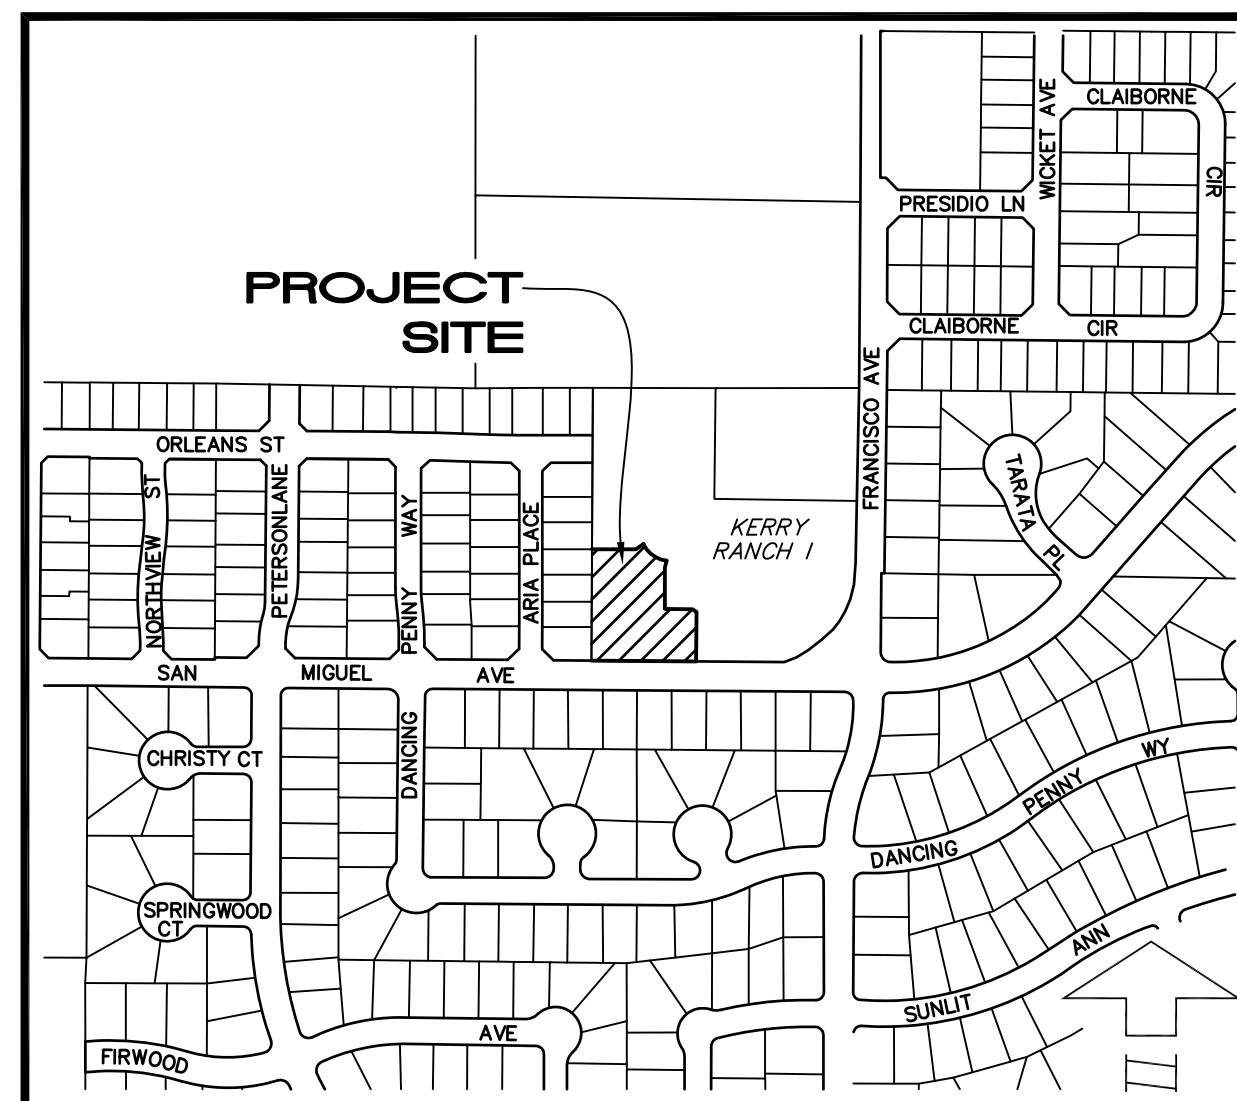 CLAIBORNE
WICKET AVE
CIR
PRESIDIO LN
PROJECT
SITE
CLAIBORNE CIR
FRANCISCO AVE
ORLEANS ST
TARATA PL
NORTHVIEW ST
PETERSONLANE
PENNY WAY
ARIA PLACE
KERRY
RANCH I
SAN MIGUEL AVE
DANCING
CHRISTY CT
DANCING PENNY WY
SPRINGWOOD
CT
SUNLIT ANN
FIRWOOD AVE